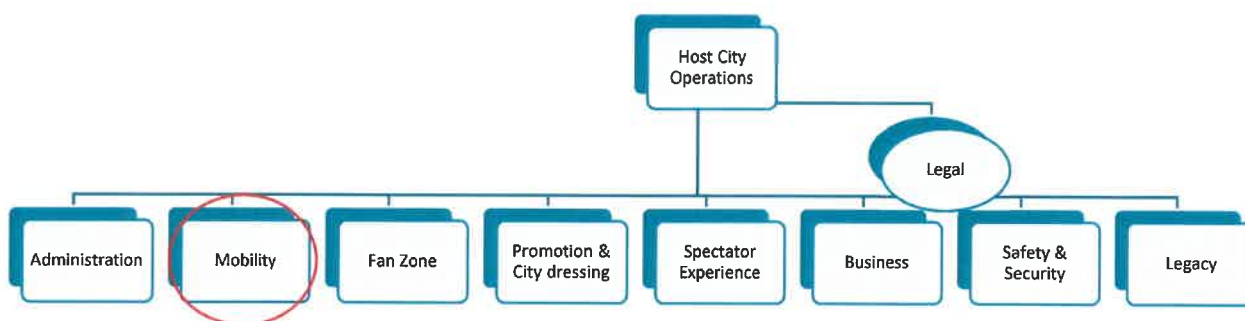 Host City
Operations
Legal
Administration
Mobility
Fan Zone
Promotion &
City dressing
Spectator
Experience
Business
Safety &
Security
Legacy